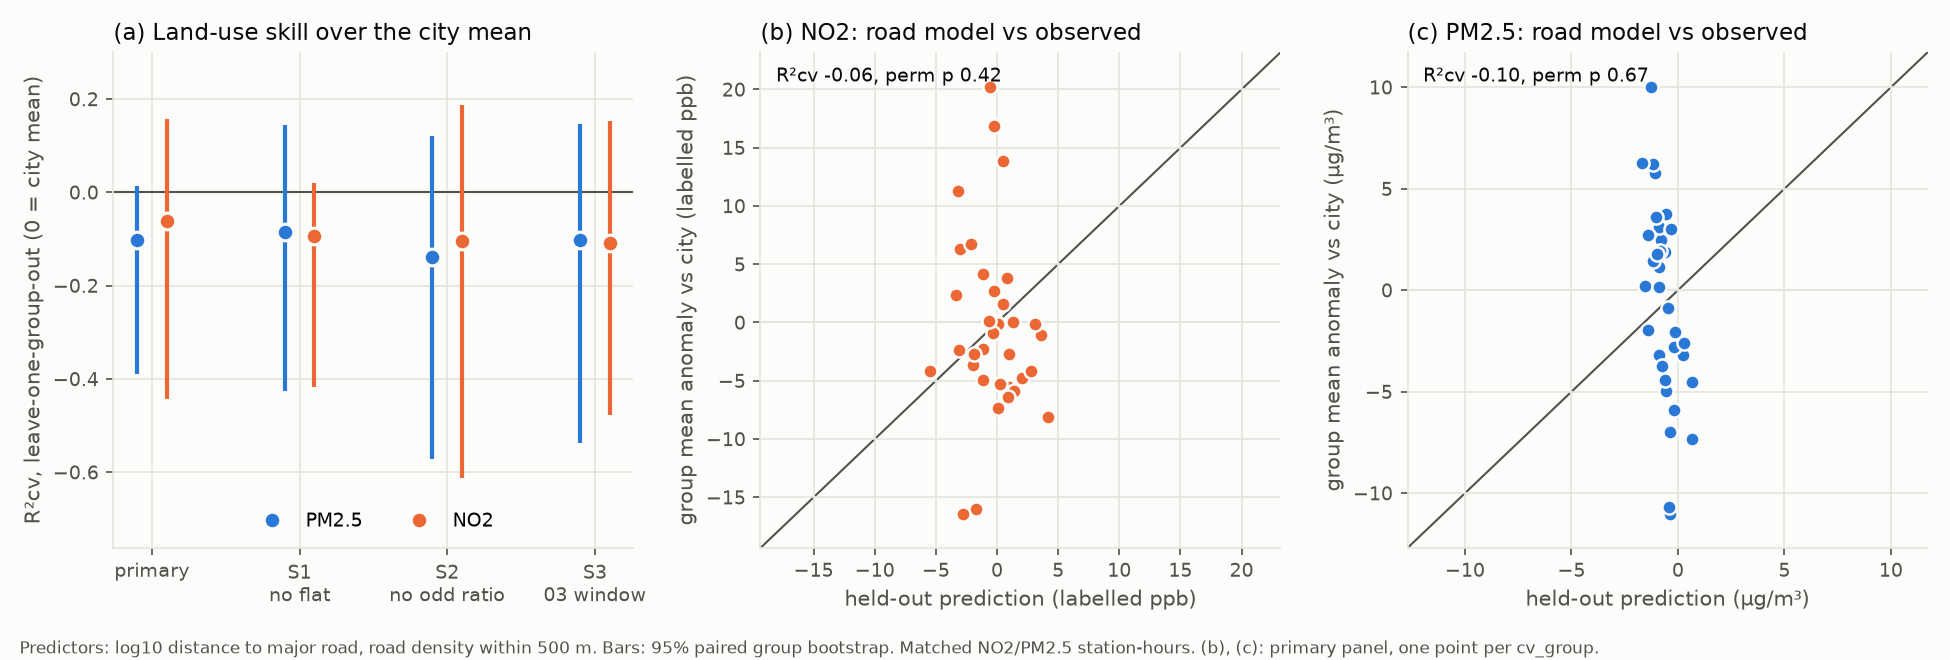 (a) Land-use skill over the city mean
R²cv, leave-one-group-out (0 = city mean)
0.2
0.0
−0.2
−0.4
−0.6
PM2.5
NO2
primary
S1
no flat
S2
no odd ratio
S3
03 window
(b) NO2: road model vs observed
R²cv -0.06, perm p 0.42
group mean anomaly vs city (labelled ppb)
20
15
10
5
0
−5
−10
−15
−15
−10
−5
0
5
10
15
20
held-out prediction (labelled ppb)
(c) PM2.5: road model vs observed
R²cv -0.10, perm p 0.67
group mean anomaly vs city (µg/m³)
10
5
0
−5
−10
−10
−5
0
5
10
held-out prediction (µg/m³)
Predictors: log10 distance to major road, road density within 500 m. Bars: 95% paired group bootstrap. Matched NO2/PM2.5 station-hours. (b), (c): primary panel, one point per cv_group.